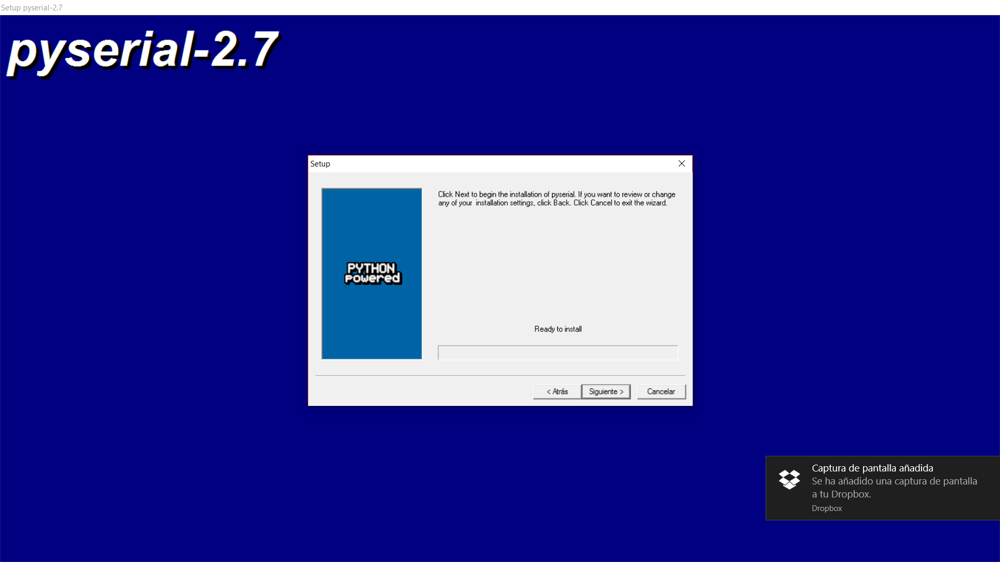 Setup pyserial-2.7
pyserial-2.7
Setup
Click Next to begin the installation of pyserial. If you want to review or change
any of your  installation settings, click Back. Click Cancel to exit the wizard.
PYTHON
powered
Ready to install
< Atrás
Siguiente >
Cancelar
Captura de pantalla añadida
Se ha añadido una captura de pantalla
a tu Dropbox.
Dropbox